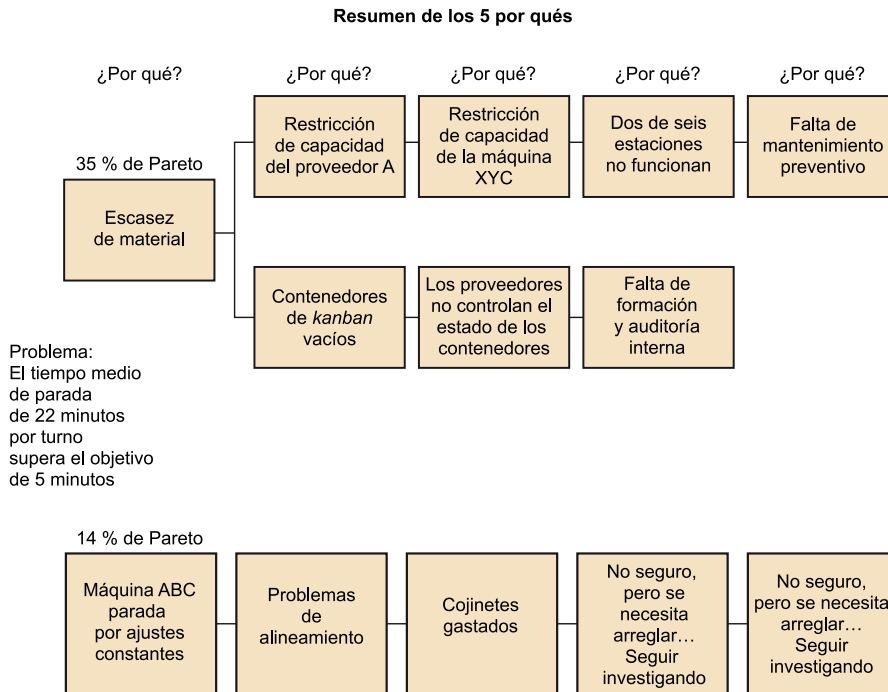 Resumen de los 5 por qués
¿Por qué?
¿Por qué?
¿Por qué?
¿Por qué?
¿Por qué?
35 % de Pareto
Escasez
de material
Restricción
de capacidad
del proveedor A
Restricción
de capacidad
de la máquina
XYC
Dos de seis
estaciones
no funcionan
Falta de
mantenimiento
preventivo
Contenedores
de kanban
vacíos
Los proveedores
no controlan el
estado de los
contenedores
Falta de
formación
y auditoría
interna
Problema:
El tiempo medio
de parada
de 22 minutos
por turno
supera el objetivo
de 5 minutos
14 % de Pareto
Máquina ABC
parada
por ajustes
constantes
Problemas
de
alineamiento
Cojinetes
gastados
No seguro,
pero se
necesita
arreglar…
Seguir
investigando
No seguro,
pero se necesita
arreglar…
Seguir
investigando